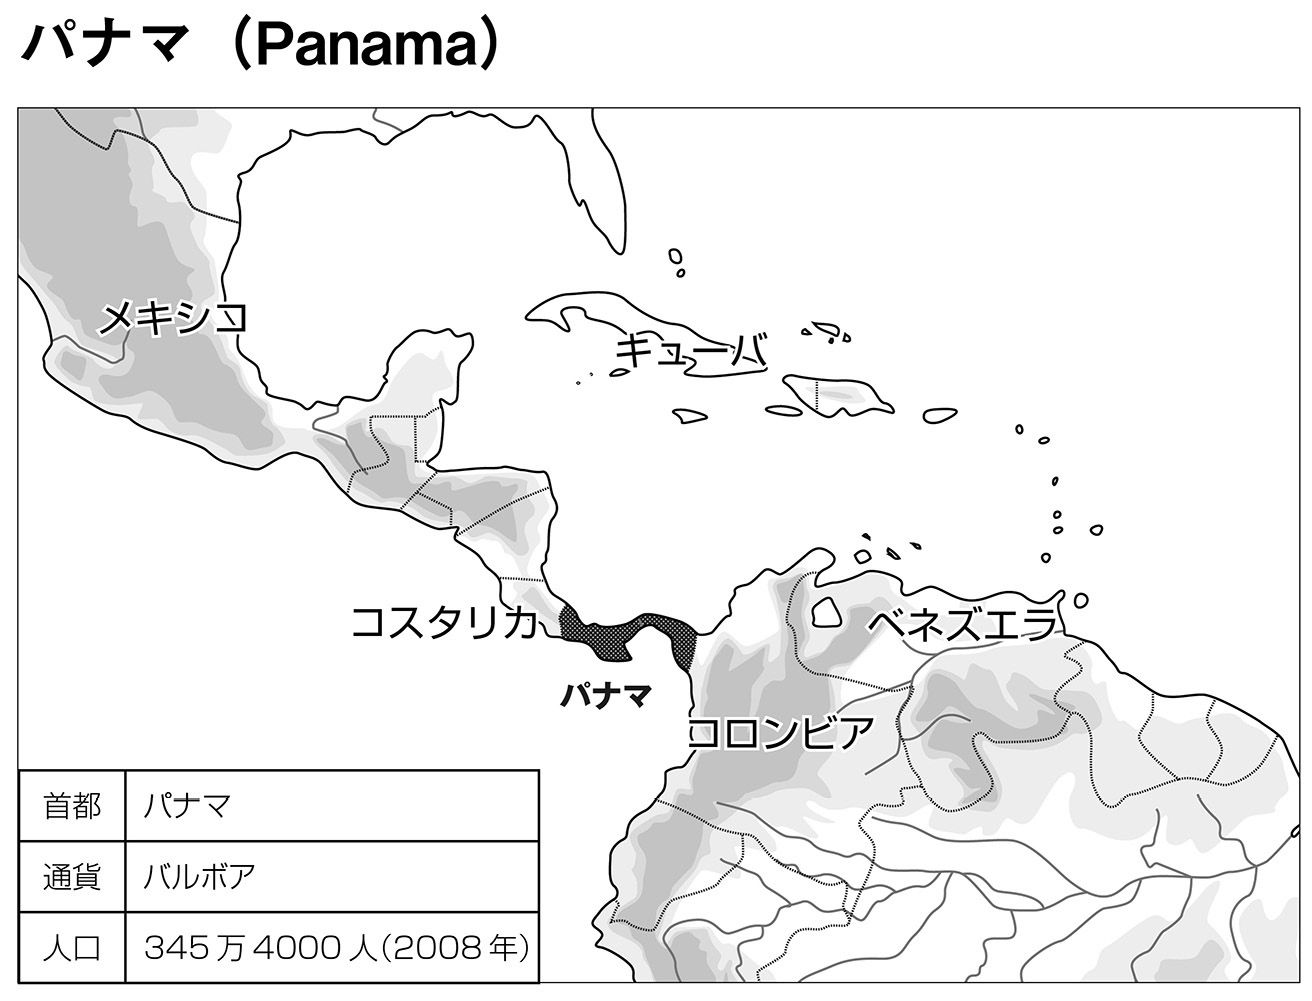 パナマ（Panama）
メキシコ
キューバ
コスタリカ
ベネズエラ
パナマ
コロンビア
首都 パナマ
通貨 バルボア
人口 345万4000人(2008年)